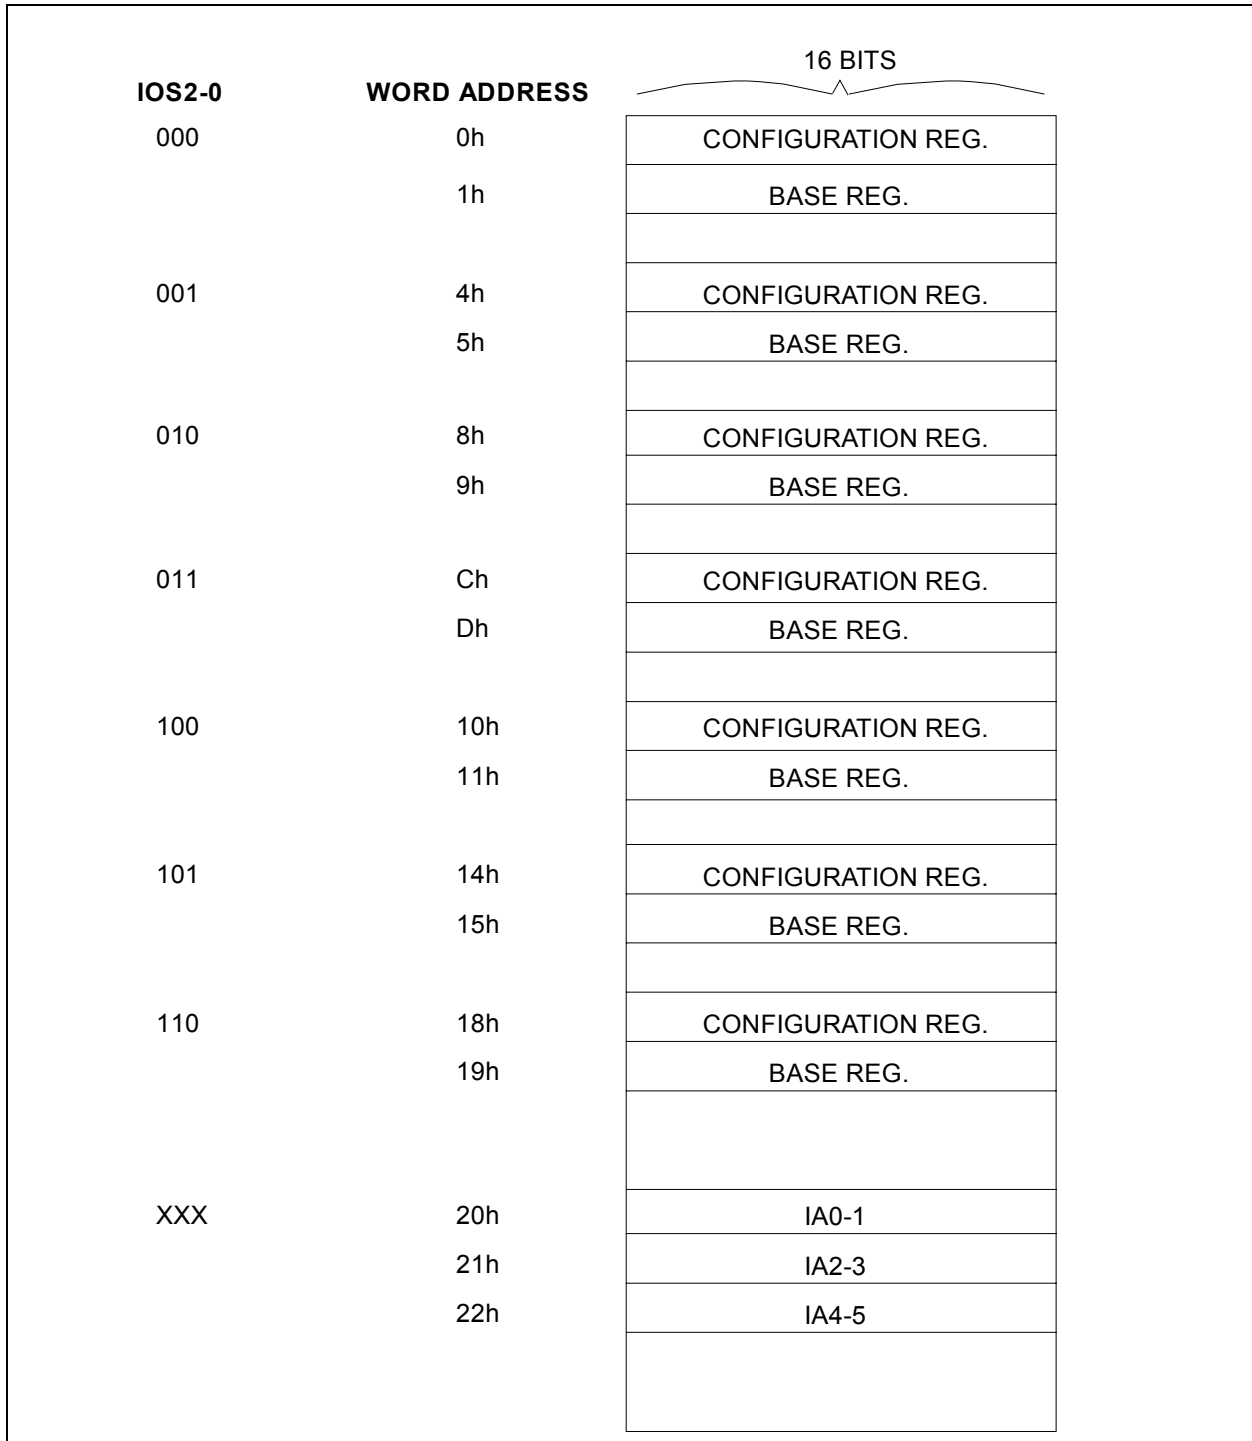 16 BITS
IOS2-0 WORD ADDRESS
000 0h CONFIGURATION REG.
1h BASE REG.
001 4h CONFIGURATION REG.
5h BASE REG.
010 8h CONFIGURATION REG.
9h BASE REG.
011 Ch CONFIGURATION REG.
Dh BASE REG.
100 10h CONFIGURATION REG.
11h BASE REG.
101 14h CONFIGURATION REG.
15h BASE REG.
110 18h CONFIGURATION REG.
19h BASE REG.
XXX 20h IA0-1
21h IA2-3
22h IA4-5